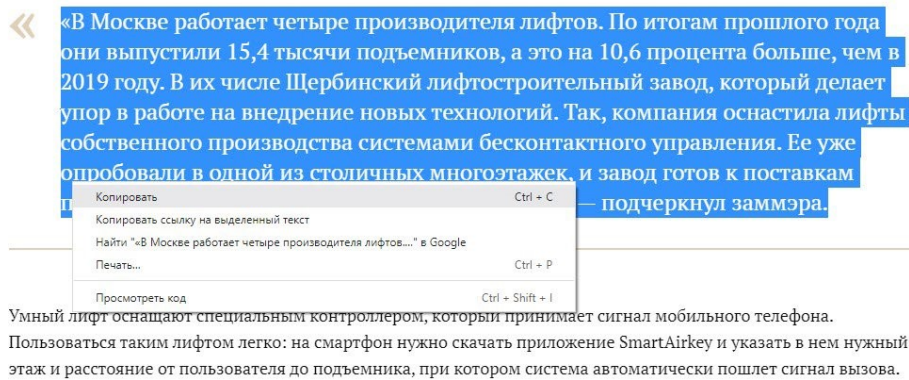 «В Москве работает четыре производителя лифтов. По итогам прошлого года
они выпустили 15,4 тысячи подъемников, а это на 10,6 процента больше, чем в
2019 году. В их числе Щербинский лифтостроительный завод, который делает
упор в работе на внедрение новых технологий. Так, компания оснастила лифты
собственного производства системами бесконтактного управления. Ее уже
опробовали в одной из столичных многоэтажек, и завод готов к поставкам
— подчеркнул заммэра.
Копировать Ctrl + C
Копировать ссылку на выделенный текст
Найти "«В Москве работает четыре производителя лифтов...." в Google
Печать... Ctrl + P
Просмотреть код Ctrl + Shift + I
Умный лифт оснащают специальным контроллером, который принимает сигнал мобильного телефона.
Пользоваться таким лифтом легко: на смартфон нужно скачать приложение SmartAirkey и указать в нем нужный
этаж и расстояние от пользователя до подъемника, при котором система автоматически пошлет сигнал вызова.